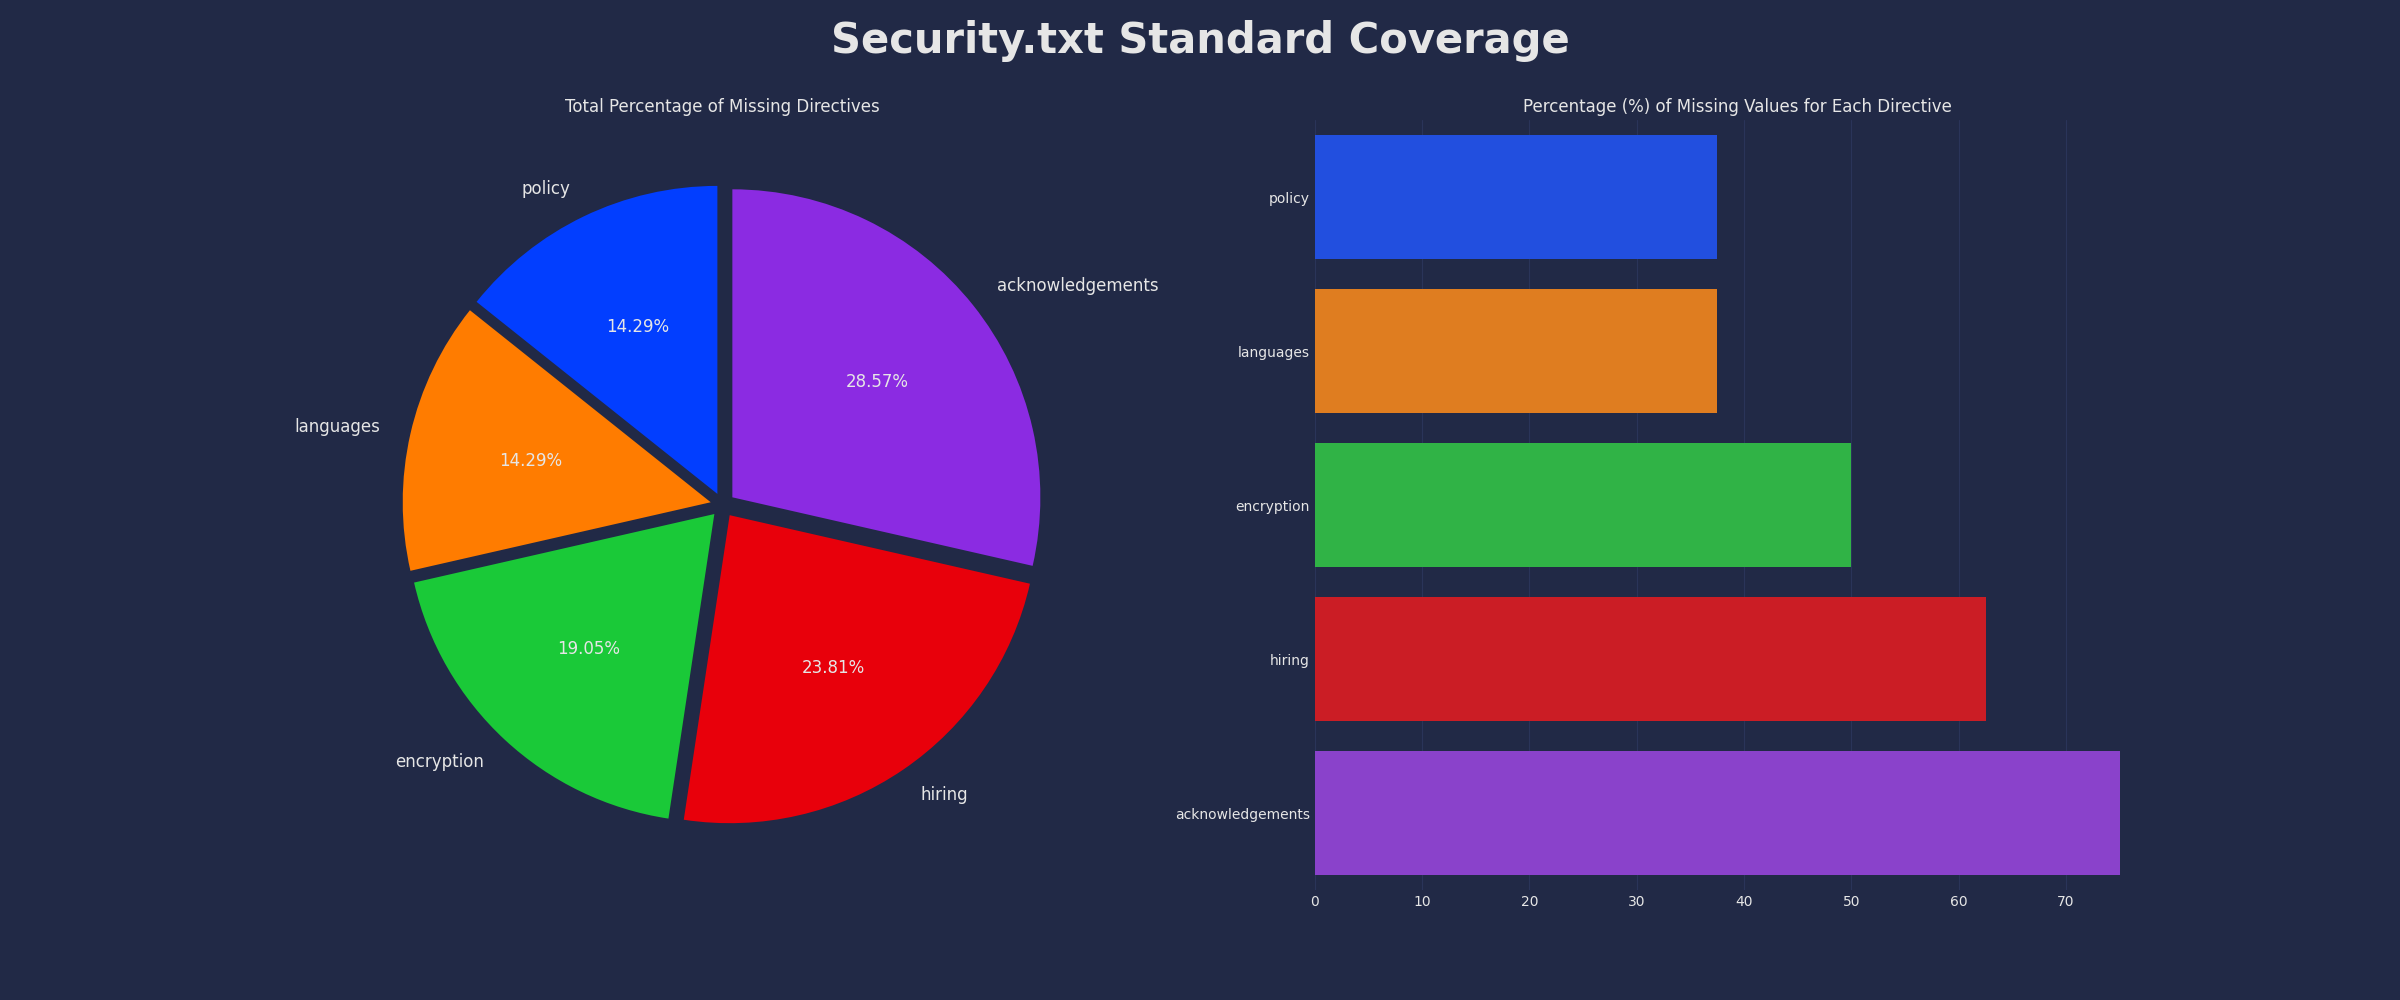 Security.txt Standard Coverage
Total Percentage of Missing Directives
policy
14.29%
languages
14.29%
encryption
19.05%
hiring
23.81%
acknowledgements
28.57%
Percentage (%) of Missing Values for Each Directive
policy
languages
encryption
hiring
acknowledgements
0 10 20 30 40 50 60 70